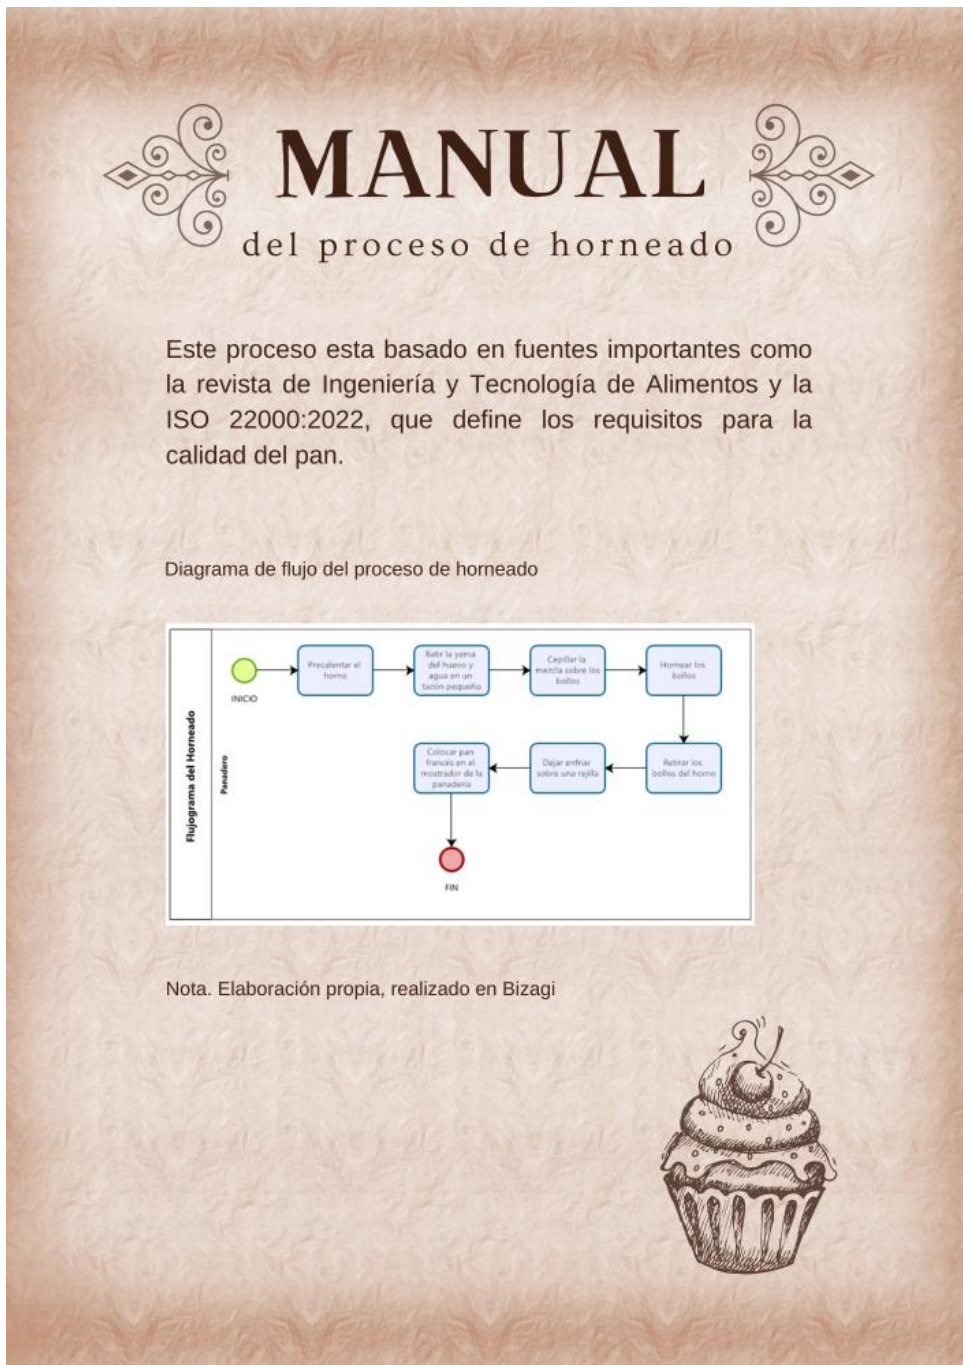 MANUAL
del proceso de horneado
Este proceso esta basado en fuentes importantes como
la revista de Ingeniería y Tecnología de Alimentos y la
ISO 22000:2022, que define los requisitos para la
calidad del pan.
Diagrama de flujo del proceso de horneado
Flujograma del Horneado
Panadero
INICIO
Precalentar el
horno
Batir la yema
del huevo y
agua en un
tazón pequeño
Cepillar la
mezcla sobre los
bollos
Hornear los
bollos
Retirar los
bollos del horno
Dejar enfriar
sobre una rejilla
Colocar pan
francés en el
mostrador de la
panadería
FIN
Nota. Elaboración propia, realizado en Bizagi